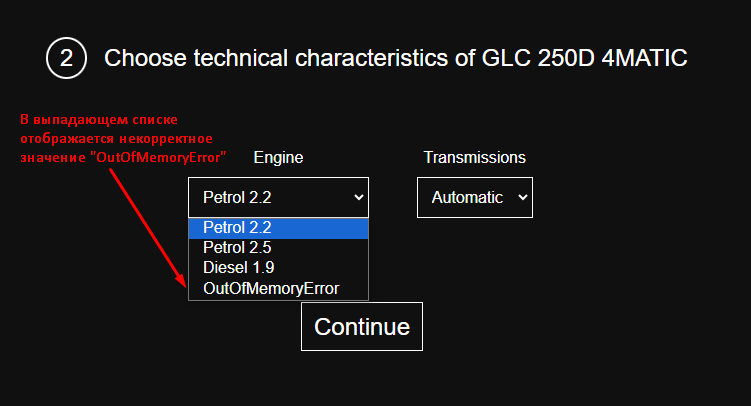 2 Choose technical characteristics of GLC 250D 4MATIC
В выпадающем списке
отображается некорректное
значение "OutOfMemoryError"
Engine Transmissions
Petrol 2.2 Automatic
Petrol 2.2
Petrol 2.5
Diesel 1.9
OutOfMemoryError
Continue